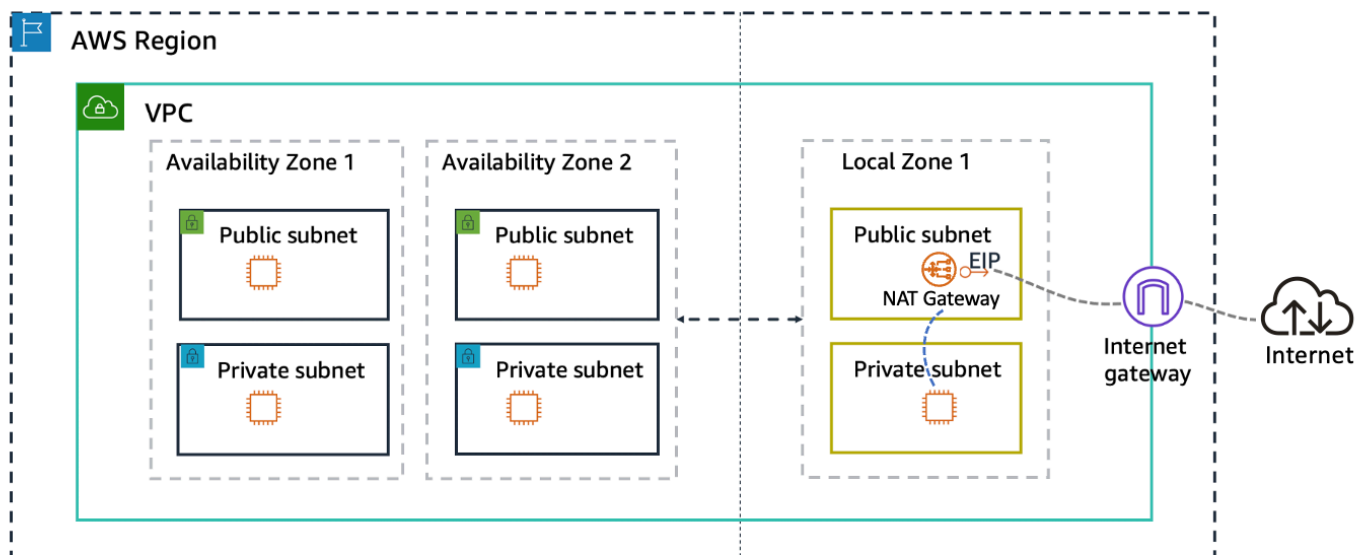 AWS Region
VPC
Availability Zone 1
Public subnet
Private subnet
Availability Zone 2
Public subnet
Private subnet
Local Zone 1
Public subnet
EIP
NAT Gateway
Private subnet
Internet
gateway
Internet